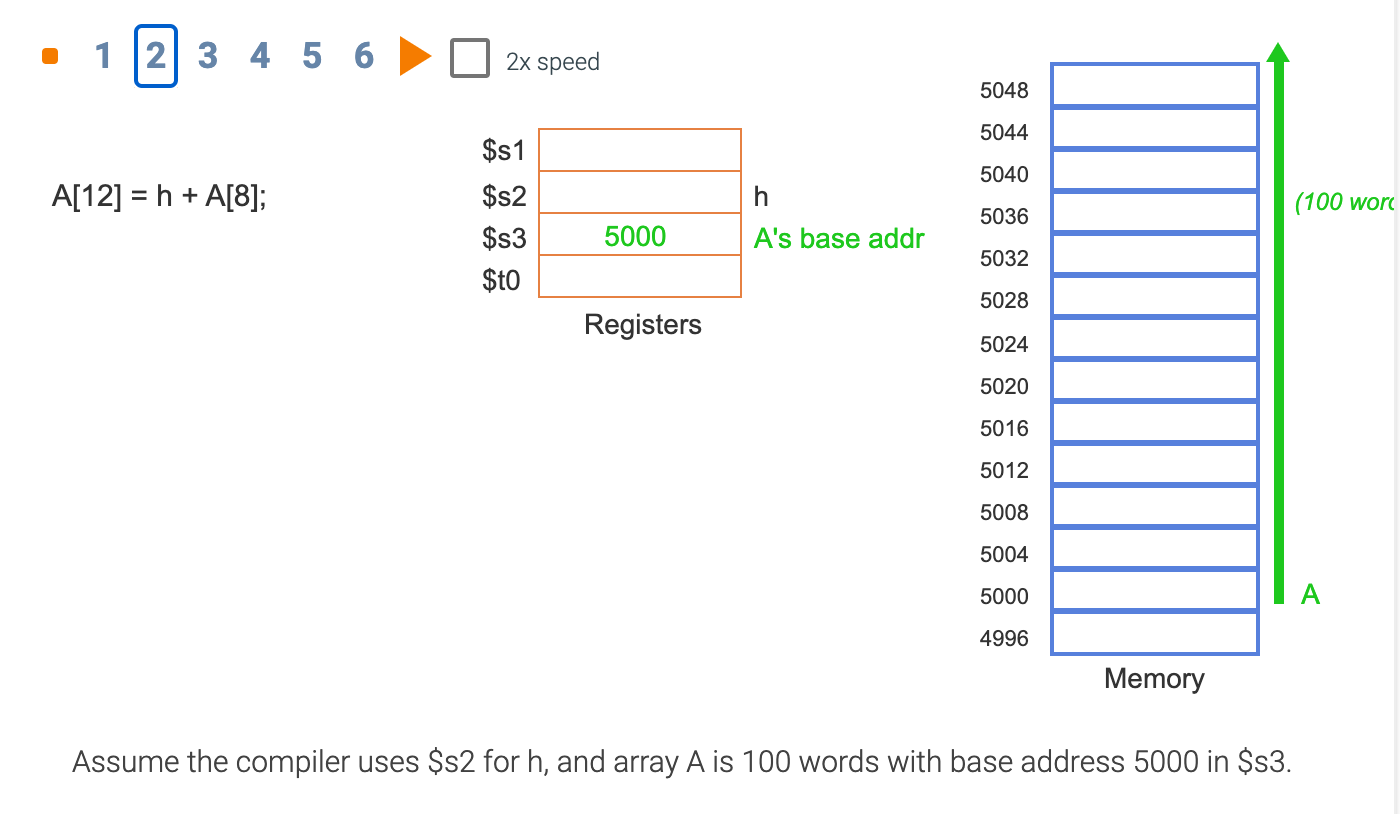 1 2 3 4 5 6 2x speed
A[12] = h + A[8];
$s1
$s2 h
$s3 5000 A's base addr
$t0
Registers
5048
5044
5040
(100
5036
5032
5028
5024
5020
5016
5012
5008
5004
5000 A
4996
Memory
Assume the compiler uses $s2 for h, and array A is 100 words with base address 5000 in $s3.